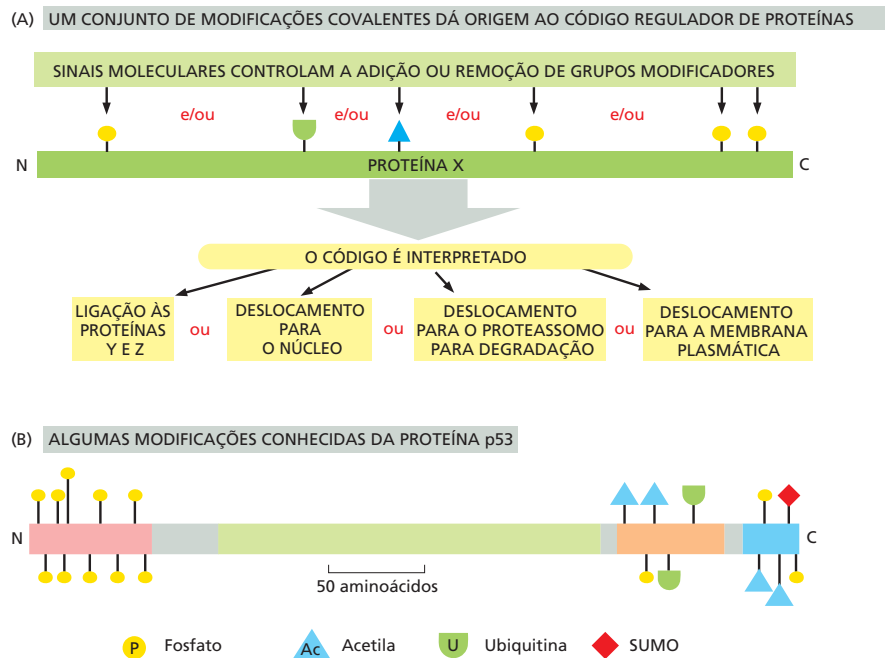 (A) UM CONJUNTO DE MODIFICAÇÕES COVALENTES DÁ ORIGEM AO CÓDIGO REGULADOR DE PROTEÍNAS
SINAIS MOLECULARES CONTROLAM A ADIÇÃO OU REMOÇÃO DE GRUPOS MODIFICADORES
e/ou e/ou e/ou e/ou
N PROTEÍNA X C
O CÓDIGO É INTERPRETADO
LIGAÇÃO ÀS
PROTEÍNAS
Y E Z
ou
DESLOCAMENTO
PARA
O NÚCLEO
ou
DESLOCAMENTO
PARA O PROTEASSOMO
PARA DEGRADAÇÃO
ou
DESLOCAMENTO
PARA A MEMBRANA
PLASMÁTICA
(B) ALGUMAS MODIFICAÇÕES CONHECIDAS DA PROTEÍNA p53
N C
50 aminoácidos
P Fosfato Ac Acetila U Ubiquitina SUMO